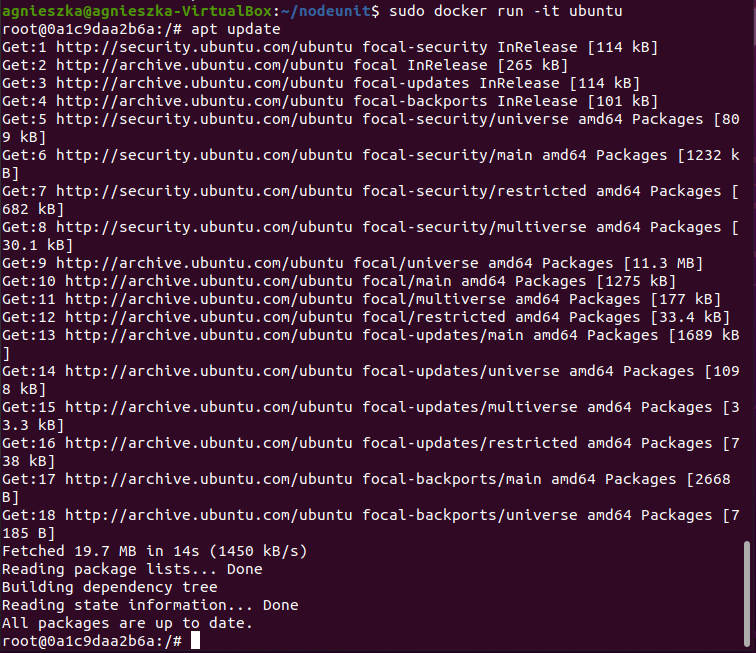 agnieszka@agnieszka-VirtualBox:~/nodeunit$ sudo docker run -it ubuntu
root@0a1c9daa2b6a:/# apt update
Get:1 http://security.ubuntu.com/ubuntu focal-security InRelease [114 kB]
Get:2 http://archive.ubuntu.com/ubuntu focal InRelease [265 kB]
Get:3 http://archive.ubuntu.com/ubuntu focal-updates InRelease [114 kB]
Get:4 http://archive.ubuntu.com/ubuntu focal-backports InRelease [101 kB]
Get:5 http://security.ubuntu.com/ubuntu focal-security/universe amd64 Packages [80
9 kB]
Get:6 http://security.ubuntu.com/ubuntu focal-security/main amd64 Packages [1232 k
B]
Get:7 http://security.ubuntu.com/ubuntu focal-security/restricted amd64 Packages [
682 kB]
Get:8 http://security.ubuntu.com/ubuntu focal-security/multiverse amd64 Packages [
30.1 kB]
Get:9 http://archive.ubuntu.com/ubuntu focal/universe amd64 Packages [11.3 MB]
Get:10 http://archive.ubuntu.com/ubuntu focal/main amd64 Packages [1275 kB]
Get:11 http://archive.ubuntu.com/ubuntu focal/multiverse amd64 Packages [177 kB]
Get:12 http://archive.ubuntu.com/ubuntu focal/restricted amd64 Packages [33.4 kB]
Get:13 http://archive.ubuntu.com/ubuntu focal-updates/main amd64 Packages [1689 kB
]
Get:14 http://archive.ubuntu.com/ubuntu focal-updates/universe amd64 Packages [109
8 kB]
Get:15 http://archive.ubuntu.com/ubuntu focal-updates/multiverse amd64 Packages [3
3.3 kB]
Get:16 http://archive.ubuntu.com/ubuntu focal-updates/restricted amd64 Packages [7
38 kB]
Get:17 http://archive.ubuntu.com/ubuntu focal-backports/main amd64 Packages [2668 
B]
Get:18 http://archive.ubuntu.com/ubuntu focal-backports/universe amd64 Packages [7
185 B]
Fetched 19.7 MB in 14s (1450 kB/s)
Reading package lists... Done
Building dependency tree
Reading state information... Done
All packages are up to date.
root@0a1c9daa2b6a:/#